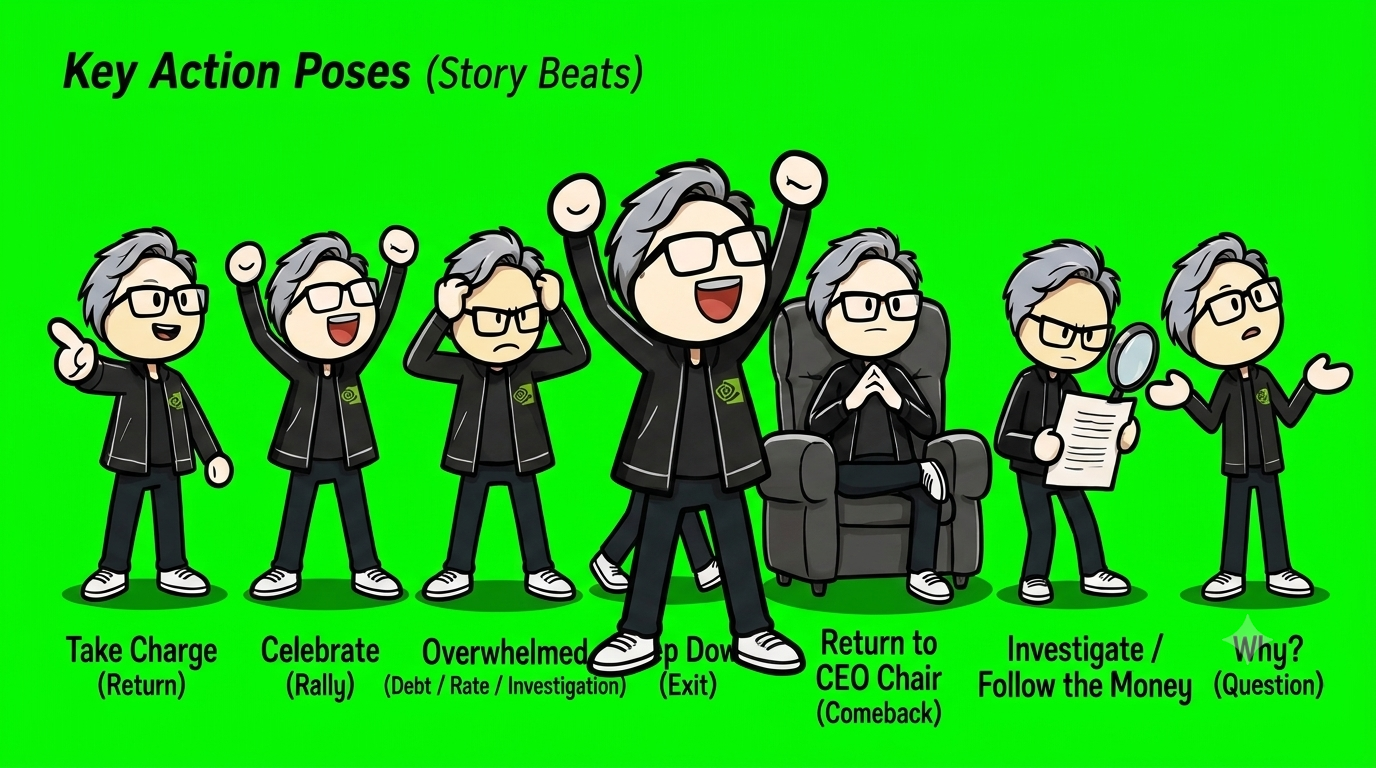 Key Action Poses (Story Beats)
Take Charge
(Return)
Celebrate
(Rally)
Overwhelmed
(Debt / Rate / Investigation)
(Exit)
Return to
CEO Chair
(Comeback)
Investigate /
Follow the Money
Why?
(Question)